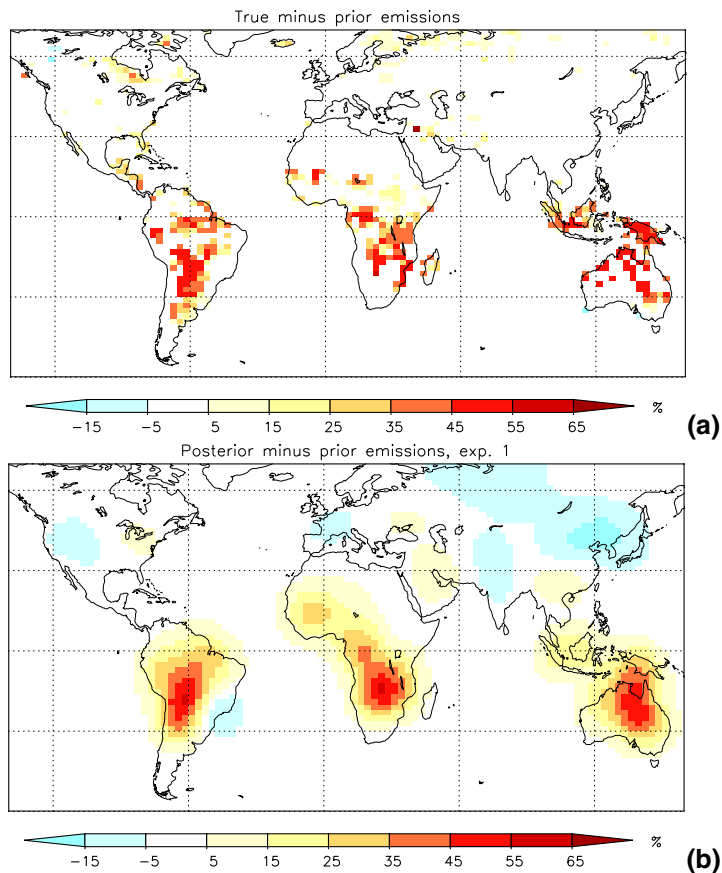 True minus prior emissions
-15 -5 5 15 25 35 45 55 65 %
(a)
Posterior minus prior emissions, exp. 1
-15 -5 5 15 25 35 45 55 65 %
(b)